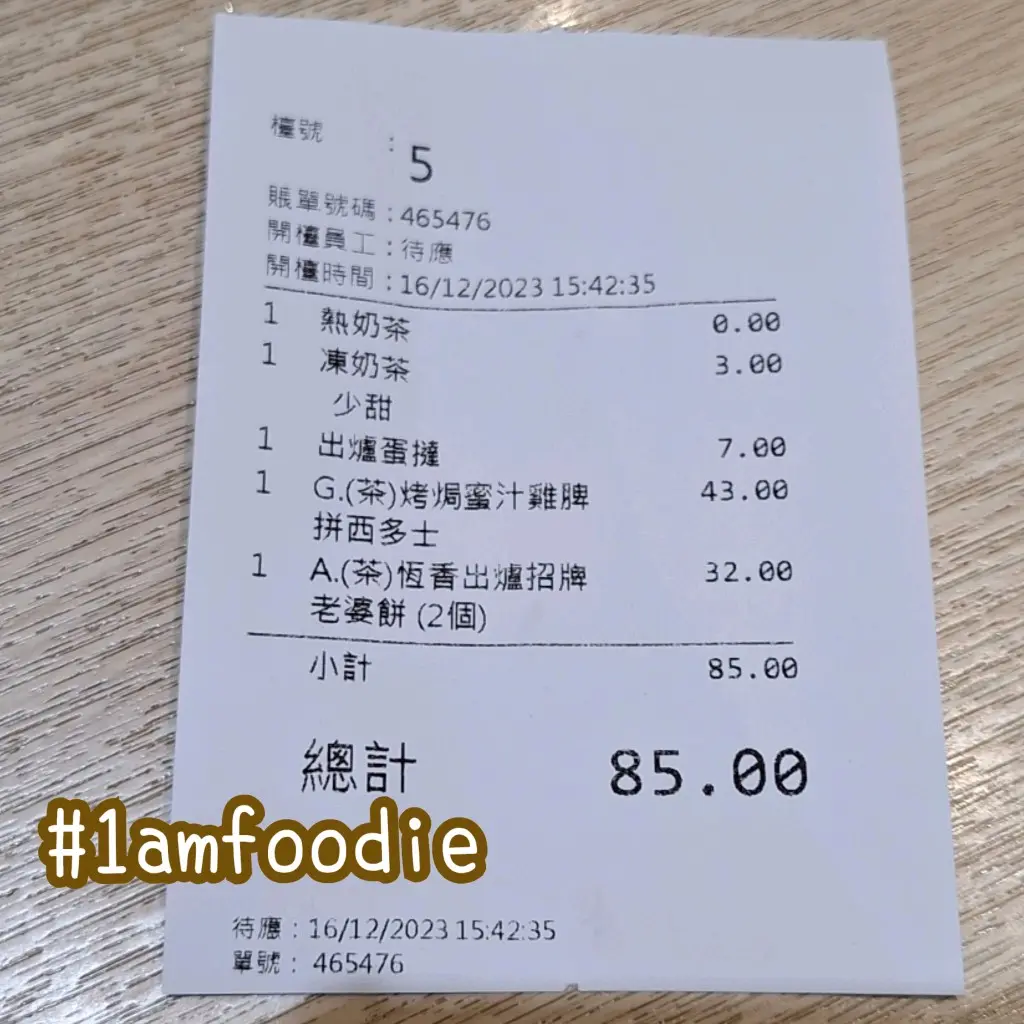 檯號 : 5
賬單號碼 : 465476
開檯員工 : 待應
開檯時間 : 16/12/2023 15:42:35
1 熱奶茶 0.00
1 凍奶茶 3.00
少甜
1 出爐蛋撻 7.00
1 G.(茶)烤焗蜜汁雞脾 43.00
拼西多士
1 A.(茶)恆香出爐招牌 32.00
老婆餅 (2個)
小計 85.00
總計 85.00
#1amfoodie
待應 : 16/12/2023 15:42:35
單號 : 465476